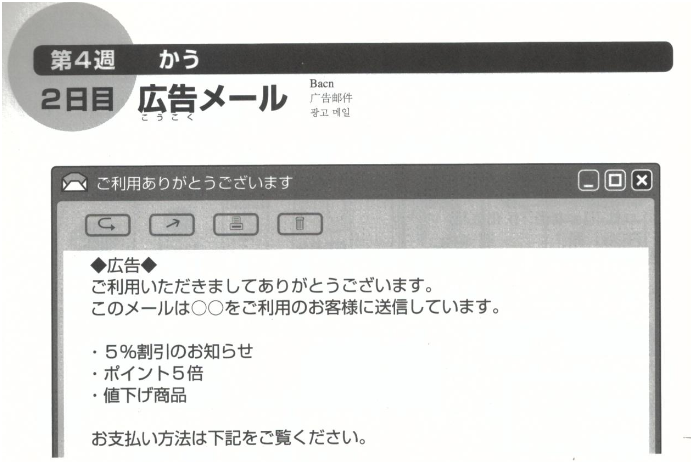 第4週　かう
2日目　広告メール
こうこく
Bacn
广告邮件
광고 메일
ご利用ありがとうございます
◆広告◆
ご利用いただきましてありがとうございます。
このメールは○○をご利用のお客様に送信しています。
・5％割引のお知らせ
・ポイント5倍
・値下げ商品
お支払い方法は下記をご覧ください。